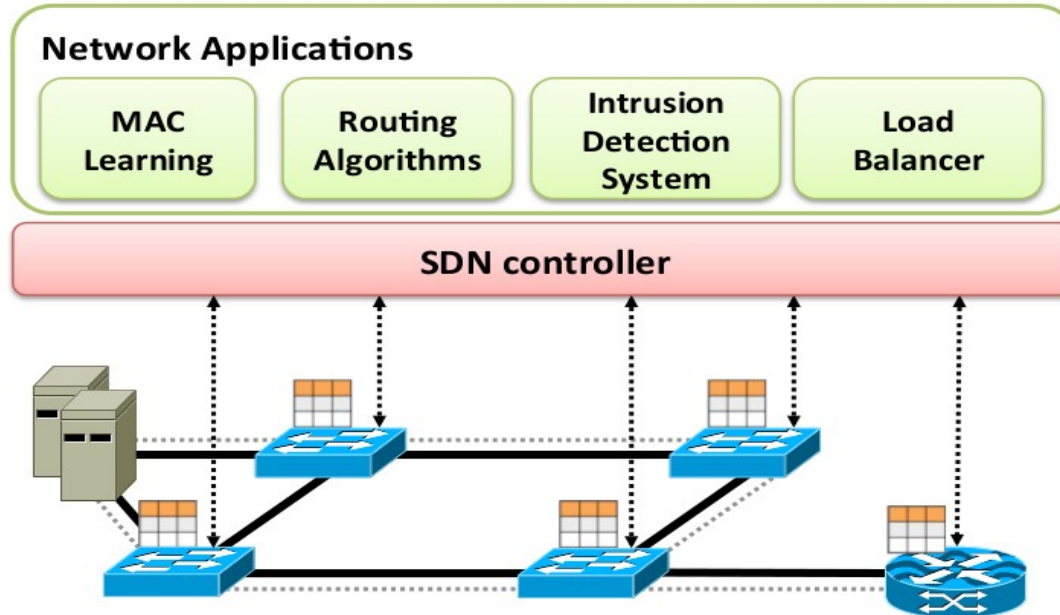 Network Applications
MAC
Learning
Routing
Algorithms
Intrusion
Detection
System
Load
Balancer
SDN controller